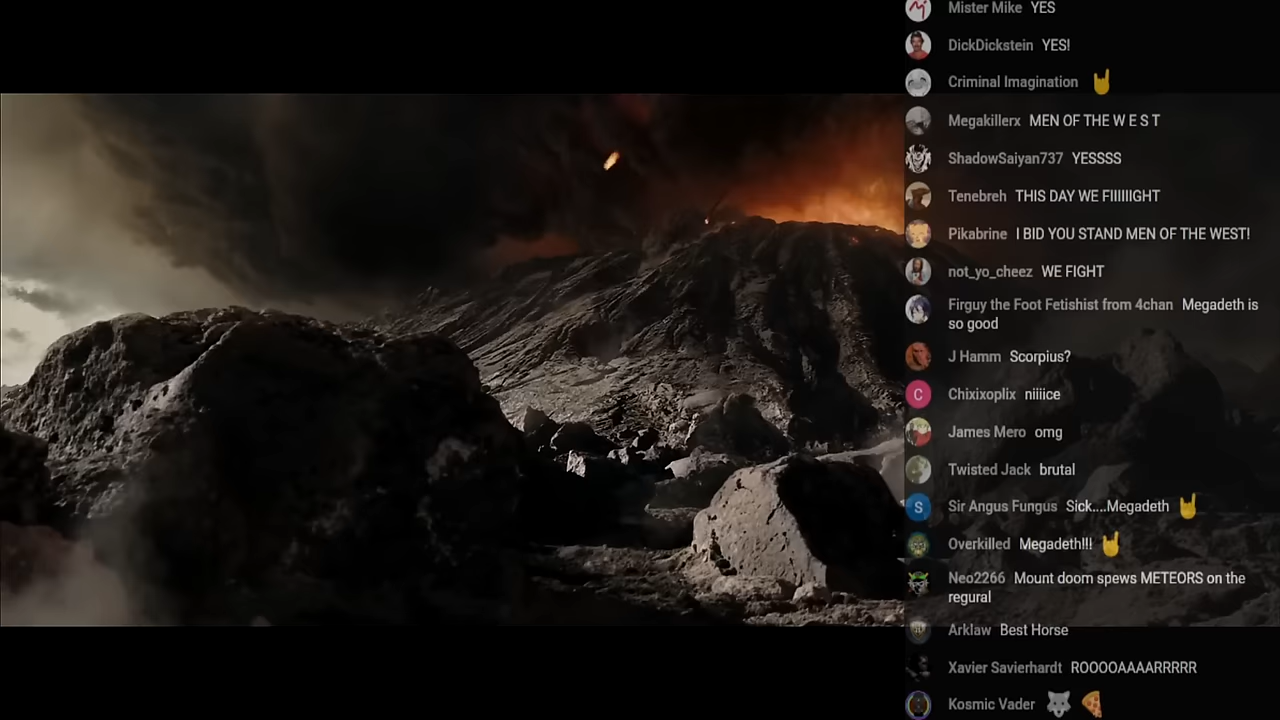 Mister Mike YES
DickDickstein YES!
Criminal Imagination 🤘
Megakillerx MEN OF THE W E S T
ShadowSaiyan737 YESSSS
Tenebreh THIS DAY WE FIIIIIIGHT
Pikabrine I BID YOU STAND MEN OF THE WEST!
not_yo_cheez WE FIGHT
Firguy the Foot Fetishist from 4chan Megadeth is
so good
J Hamm Scorpius?
C
Chixixoplix niiiice
James Mero omg
Twisted Jack brutal
S
Sir Angus Fungus Sick....Megadeth 🤘
Overkilled Megadeth!!! 🤘
Neo2266 Mount doom spews METEORS on the
regural
Arklaw Best Horse
Xavier Savierhardt ROOOOAAAARRRRR
Kosmic Vader 🐺 🍕